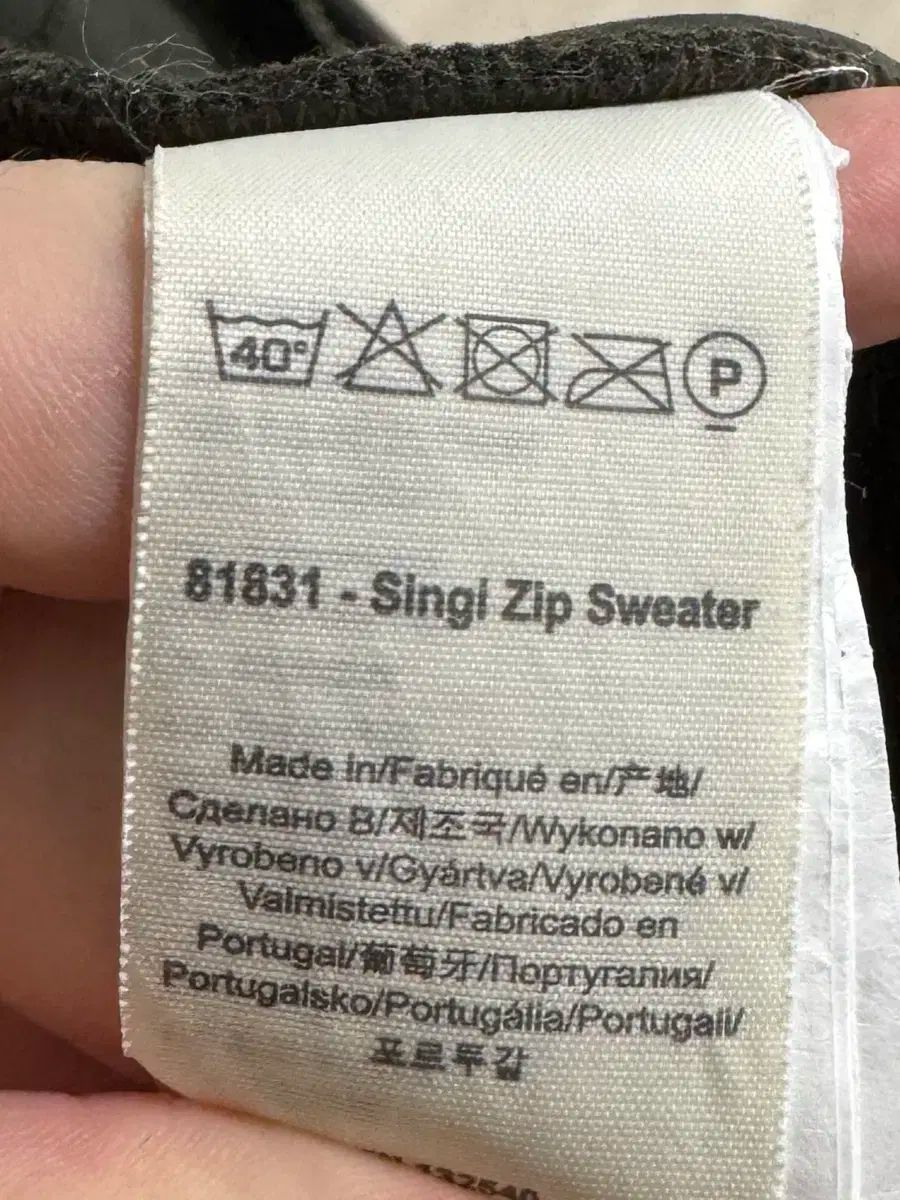 40°
P
81831 - Singi Zip Sweater
Made in/Fabriqué en/产地/
Сделано В/제조국/Wykonano w/
Vyrobeno v/Gyártva/Vyrobené v/
Valmistettu/Fabricado en
Portugal/葡萄牙/Португалия/
Portugalsko/Portugália/Portugali/
포르투갈
132540